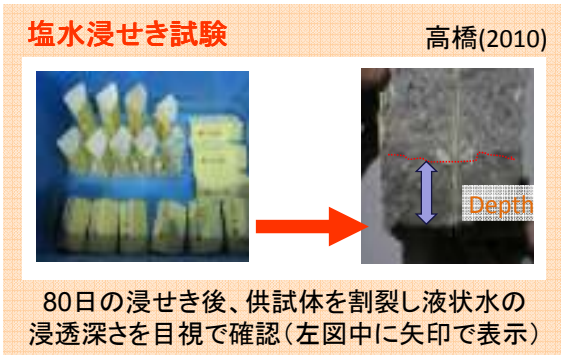 塩水浸せき試験
高橋(2010)
Depth
80日の浸せき後、供試体を割裂し液状水の
浸透深さを目視で確認(左図中に矢印で表示)